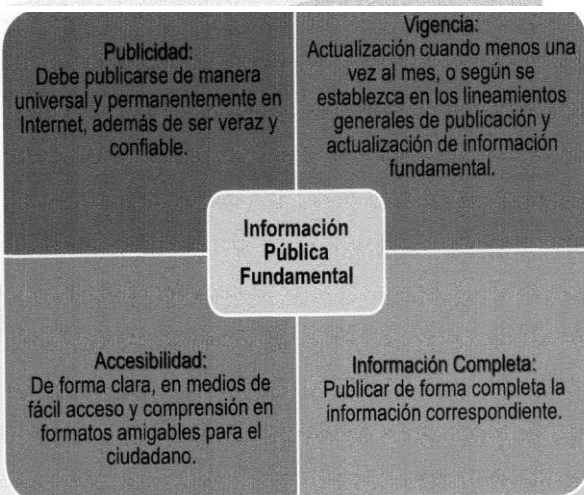 Publicidad:
Debe publicarse de manera
universal y permanentemente en
Internet, además de ser veraz y
confiable.
Vigencia:
Actualización cuando menos una
vez al mes, o según se
establezca en los lineamientos
generales de publicación y
actualización de información
fundamental.
Información
Pública
Fundamental
Accesibilidad:
De forma clara, en medios de
fácil acceso y comprensión en
formatos amigables para el
ciudadano.
Información Completa:
Publicar de forma completa la
información correspondiente.